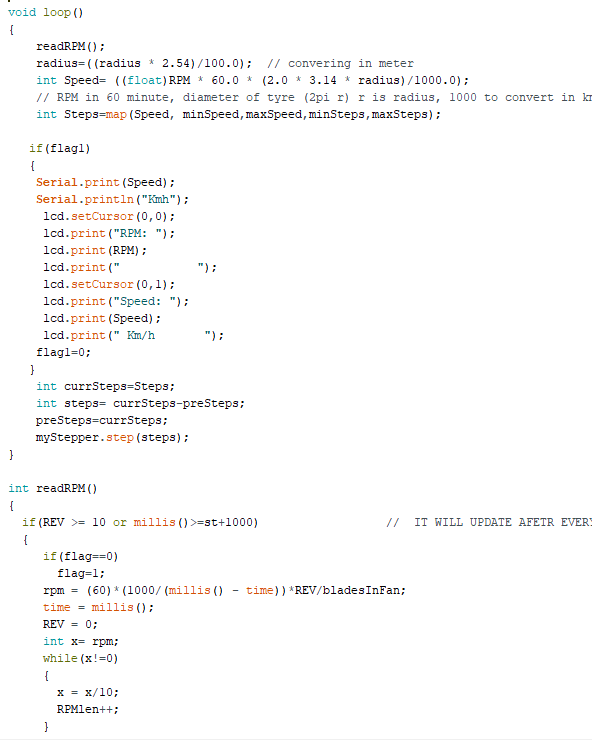 void loop()
{
readRPM();
radius=((radius * 2.54)/100.0);  // convering in meter
int Speed= ((float)RPM * 60.0 * (2.0 * 3.14 * radius)/1000.0);
// RPM in 60 minute, diameter of tyre (2pi r) r is radius, 1000 to convert in
int Steps=map(Speed, minSpeed,maxSpeed,minSteps,maxSteps);
if(flag1)
{
Serial.print(Speed);
Serial.println("Kmh");
lcd.setCursor(0,0);
lcd.print("RPM: ");
lcd.print(RPM);
lcd.print("           ");
lcd.setCursor(0,1);
lcd.print("Speed: ");
lcd.print(Speed);
lcd.print(" Km/h       ");
flag1=0;
}
int currSteps=Steps;
int steps= currSteps-preSteps;
preSteps=currSteps;
myStepper.step(steps);
}
int readRPM()
{
if(REV >= 10 or millis()>=st+1000)                  //  IT WILL UPDATE AFETR EVERY
{
if(flag==0)
flag=1;
rpm = (60)*(1000/(millis() - time))*REV/bladesInFan;
time = millis();
REV = 0;
int x= rpm;
while(x!=0)
{
x = x/10;
RPMlen++;
}